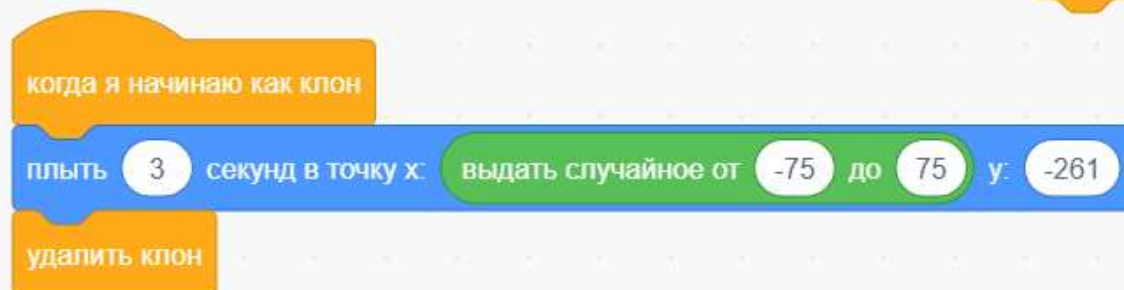 когда я начинаю как клон
плыть 3 секунд в точку x: выдать случайное от -75 до 75 y: -261
удалить клон